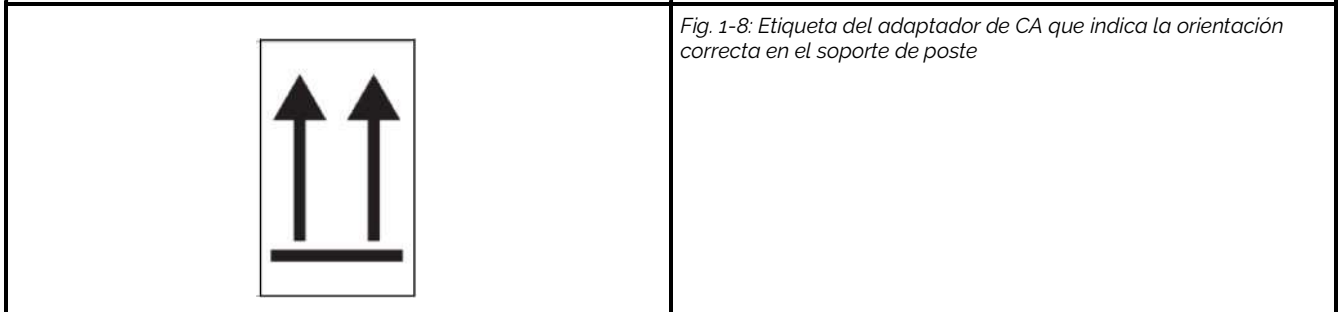 Fig. 1-8: Etiqueta del adaptador de CA que indica la orientación
correcta en el soporte de poste